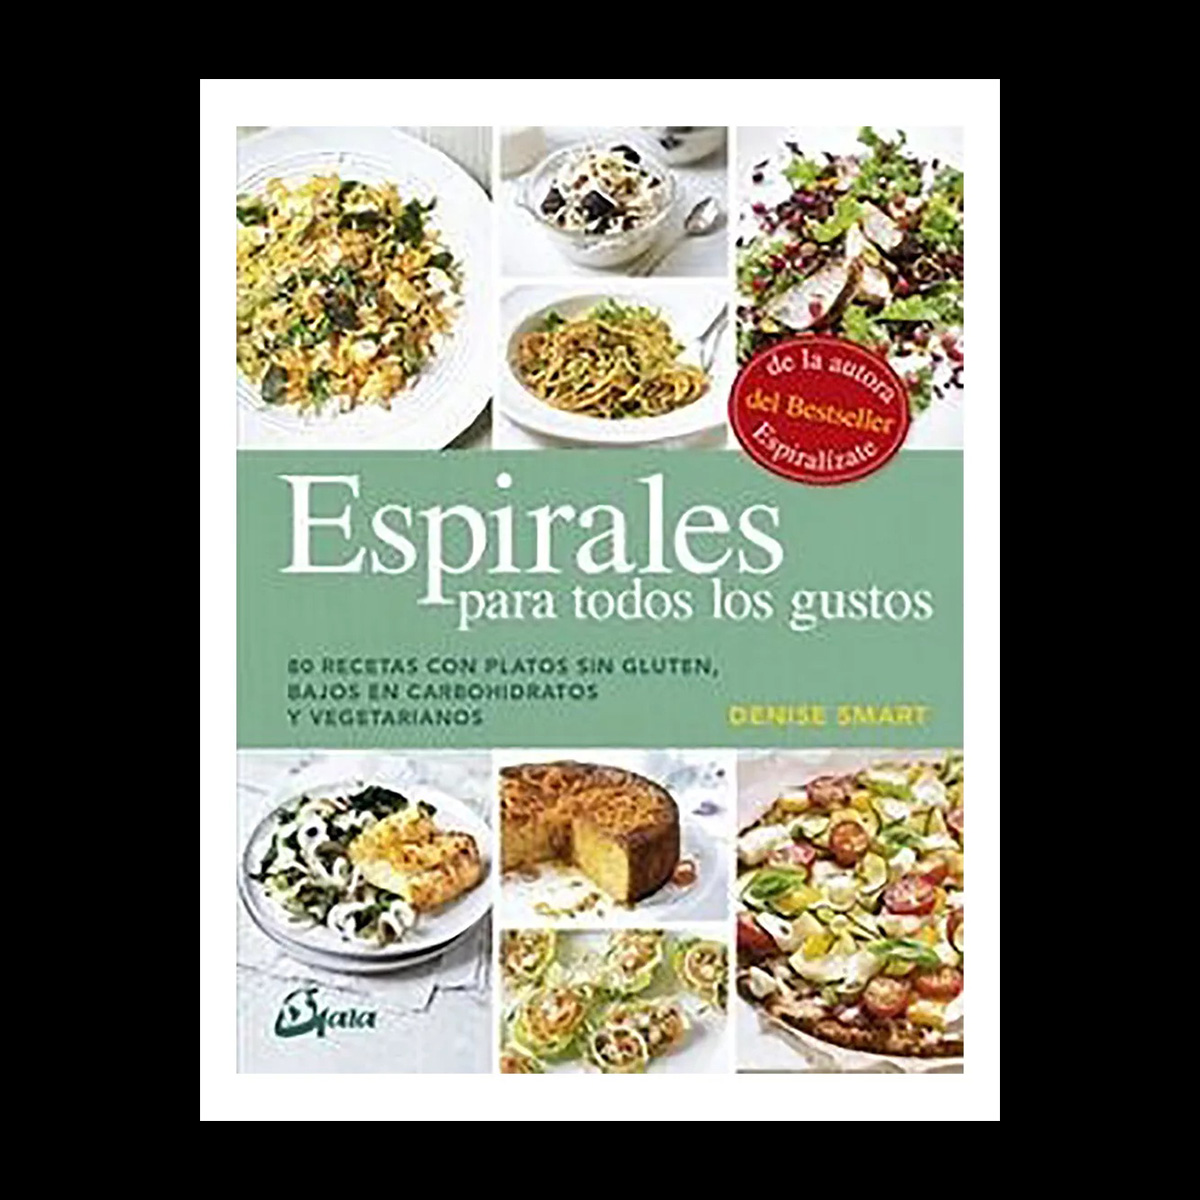 de la autora
del Bestseller
Espiralízate
Espirales
para todos los gustos
80 RECETAS CON PLATOS SIN GLUTEN,
BAJOS EN CARBOHIDRATOS
Y VEGETARIANOS
DENISE SMART
Gaia